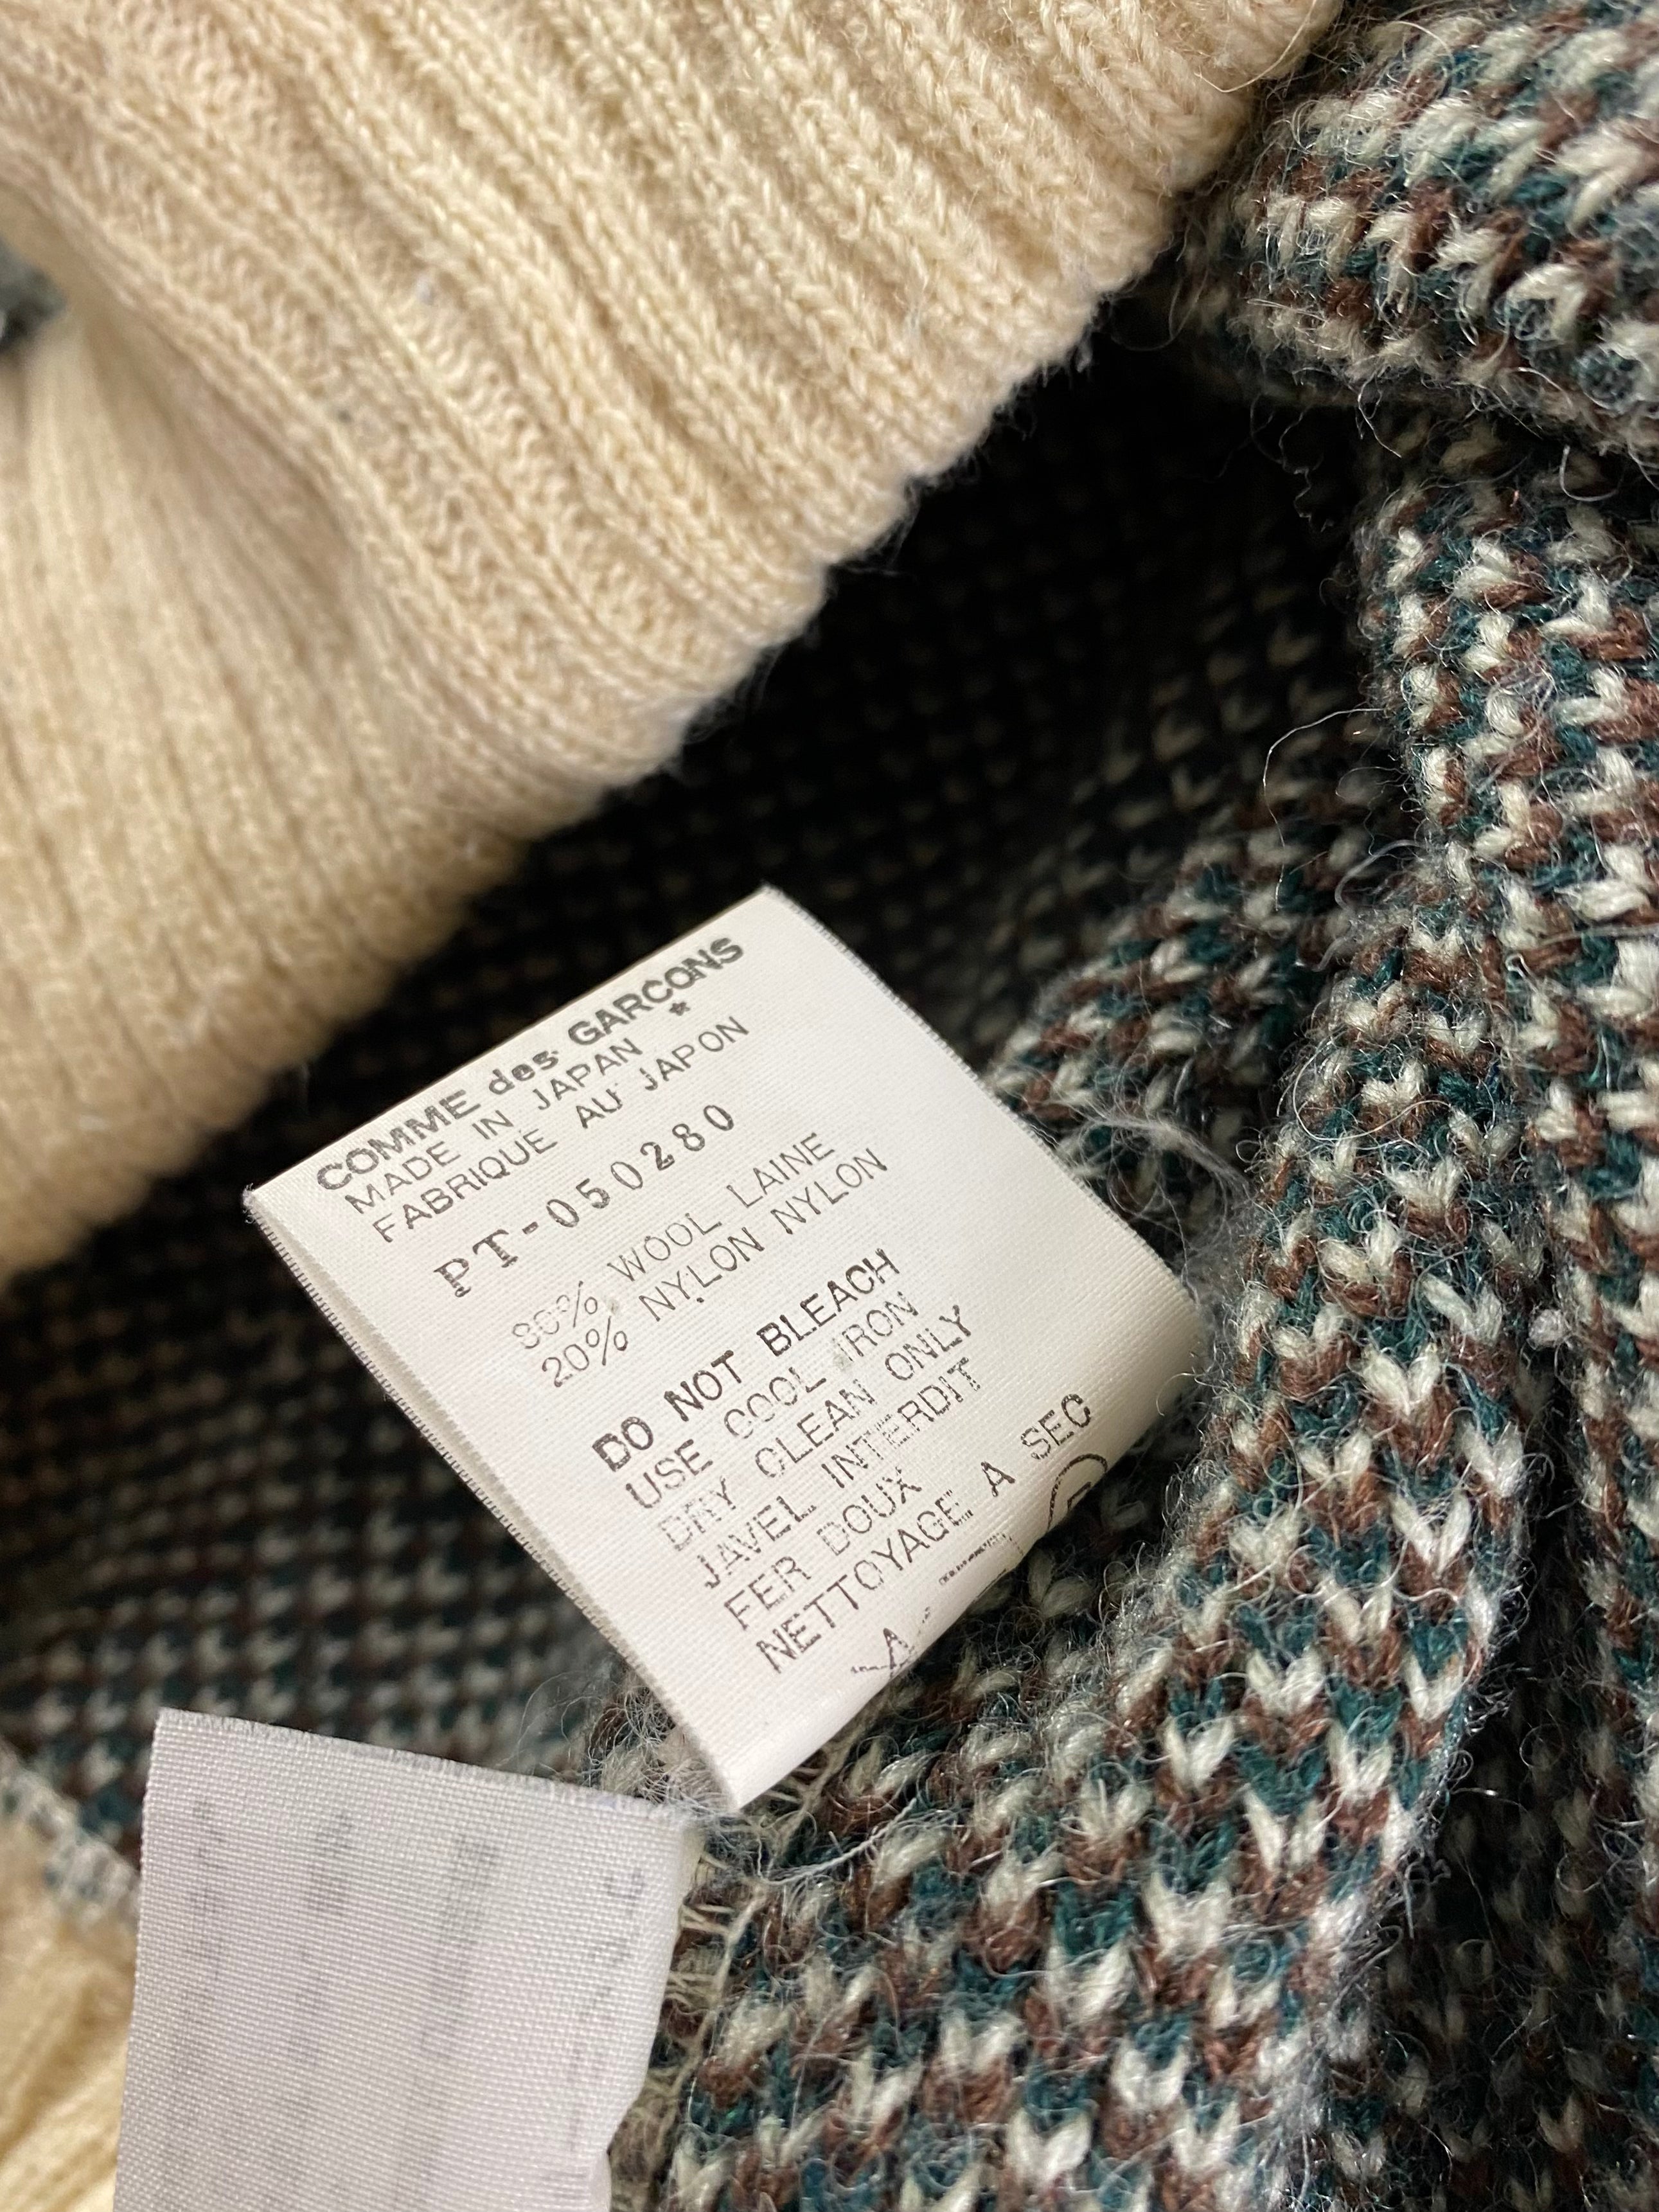 COMME des GARCONS
MADE IN JAPAN *
FABRIQUE AU JAPON
PT-050280
80% WOOL LAINE
20% NYLON NYLON
DO NOT BLEACH
USE COOL IRON
DRY CLEAN ONLY
JAVEL INTERDIT
FER DOUX
NETTOYAGE A SEC